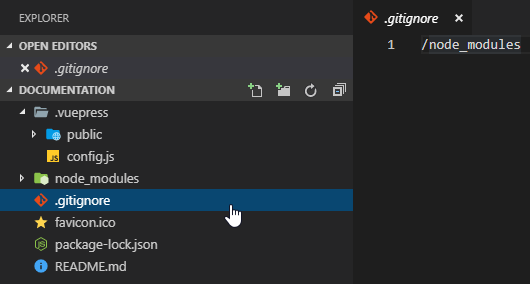 EXPLORER
OPEN EDITORS
.gitignore
DOCUMENTATION
.vuepress
public
JS config.js
node_modules
.gitignore
favicon.ico
package-lock.json
README.md
.gitignore
1 /node_modules